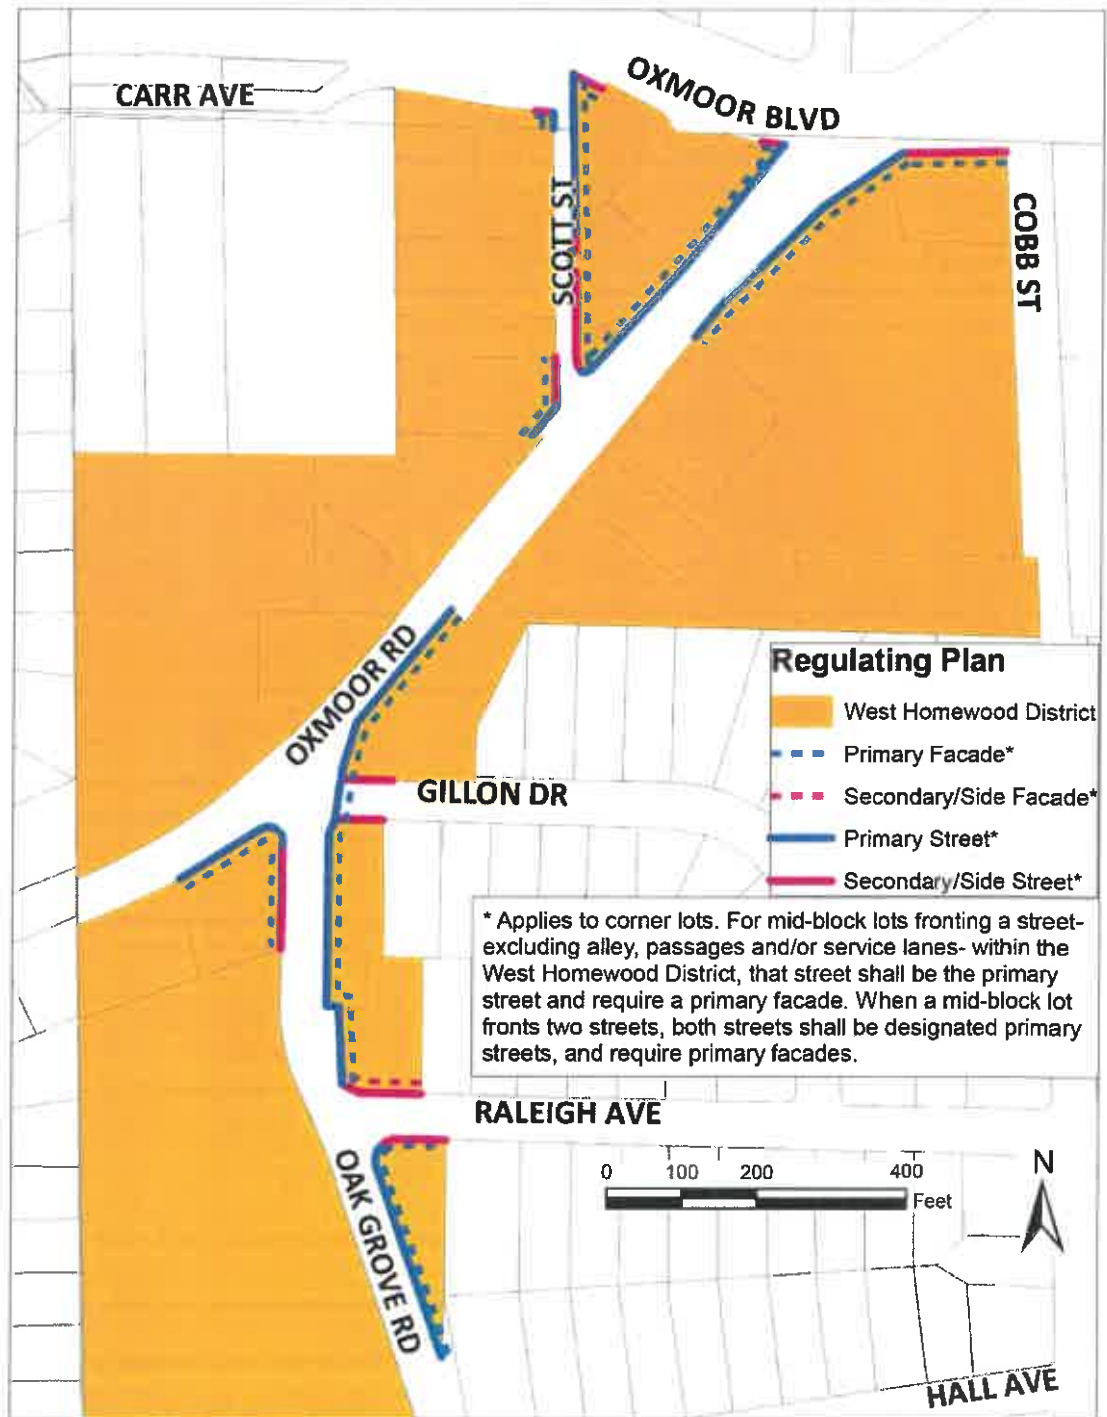 CARR AVE
OXMOOR BLVD
SCOTT ST
COBB ST
OXMOOR RD
Regulating Plan
West Homewood District
Primary Facade*
Secondary/Side Facade*
Primary Street*
Secondary/Side Street*
GILLON DR
* Applies to corner lots. For mid-block lots fronting a street-
excluding alley, passages and/or service lanes- within the
West Homewood District, that street shall be the primary
street and require a primary facade. When a mid-block lot
fronts two streets, both streets shall be designated primary
streets, and require primary facades.
RALEIGH AVE
OAK GROVE RD
0 100 200 400
Feet
N
HALL AVE